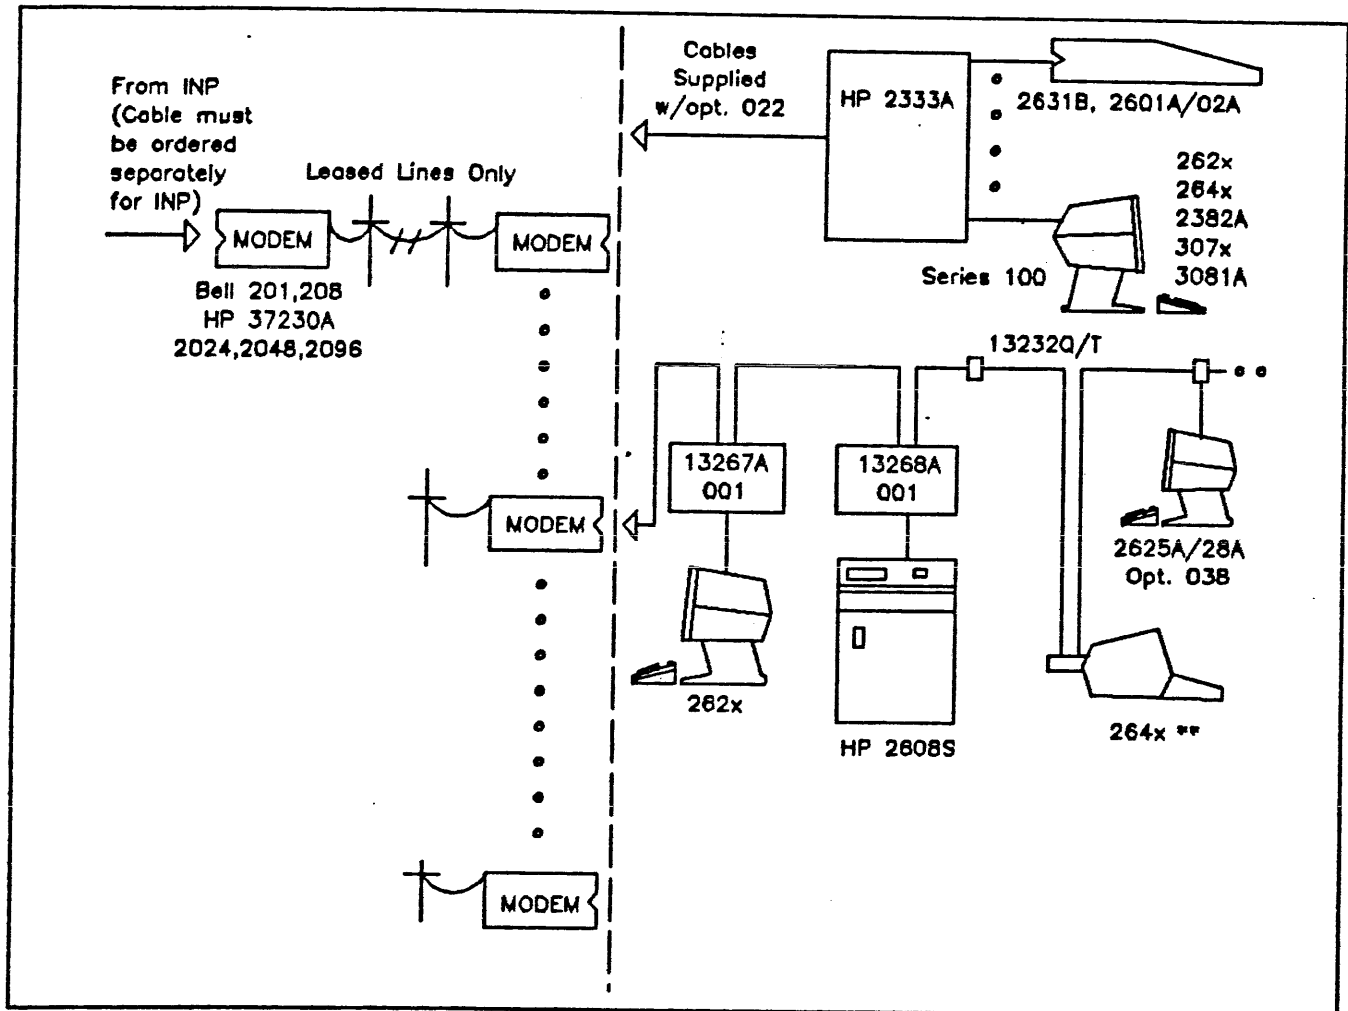 From INP
(Cable must
be ordered
separately
for INP)
Leased Lines Only
MODEM
MODEM
Bell 201,208
HP 37230A
2024,2048,2096
MODEM
MODEM
Cables
Supplied
w/opt. 022
HP 2333A
2631B, 2601A/02A
262x
264x
2382A
307x
3081A
Series 100
13232Q/T
13267A
001
13268A
001
262x
HP 2608S
2625A/28A
Opt. 038
264x **